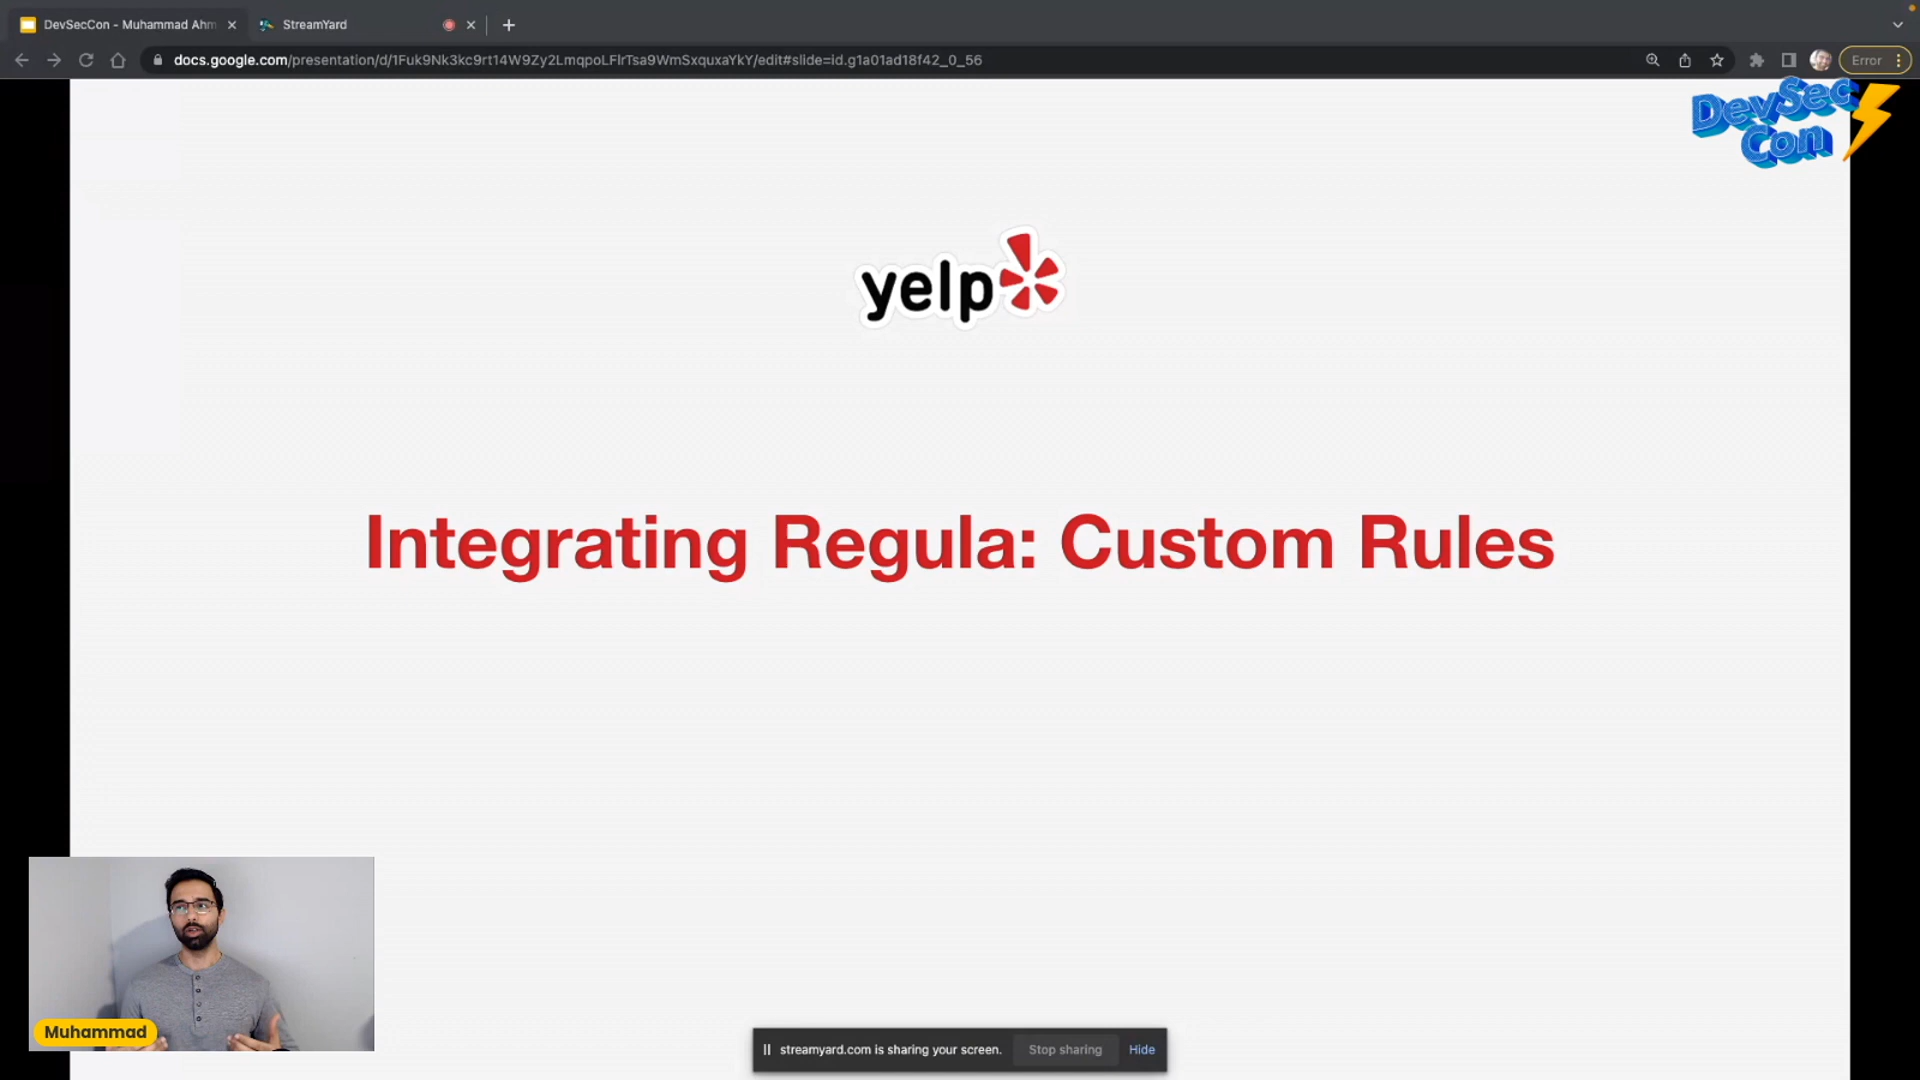 DevSecCon - Muhammad Ahm
StreamYard
docs.google.com/presentation/d/1Fuk9Nk3kc9rt14W9Zy2LmqpoLFlrTsa9WmSxquxaYkY/edit#slide=id.g1a01ad18f42_0_56
Error
DevSec
Con
yelp
Integrating Regula: Custom Rules
Muhammad
streamyard.com is sharing your screen.
Stop sharing
Hide